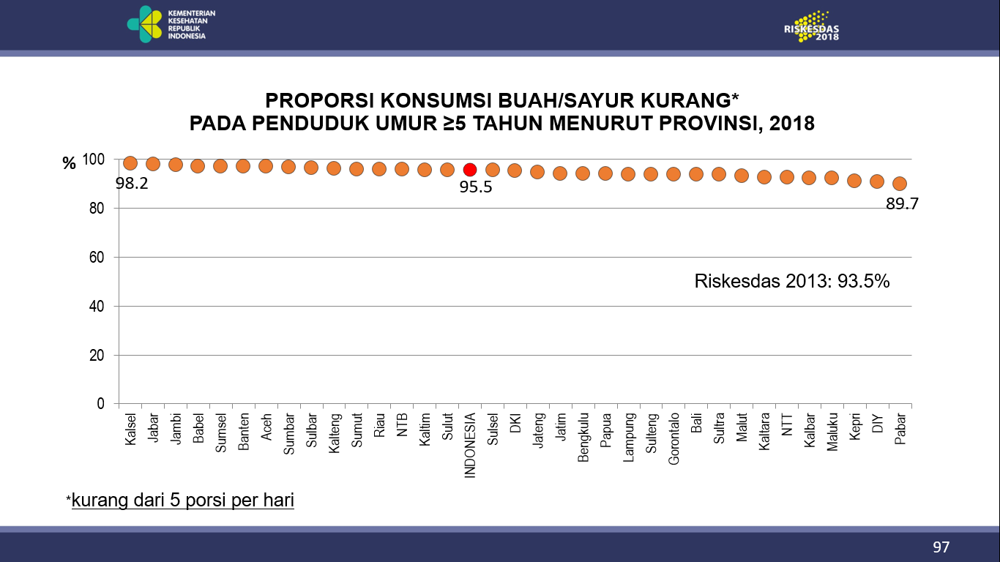 KEMENTERIAN
KESEHATAN
REPUBLIK
INDONESIA
RISKESDAS
2018
PROPORSI KONSUMSI BUAH/SAYUR KURANG*
PADA PENDUDUK UMUR ≥5 TAHUN MENURUT PROVINSI, 2018
% 100
80
60
40
20
0
98.2
95.5
89.7
Riskesdas 2013: 93.5%
Kalsel
Jabar
Jambi
Babel
Sumsel
Banten
Aceh
Sumbar
Sulbar
Kalteng
Sumut
Riau
NTB
Kaltim
Sulut
INDONESIA
Sulsel
DKI
Jateng
Jatim
Bengkulu
Papua
Lampung
Sulteng
Gorontalo
Bali
Sultra
Malut
Kaltara
NTT
Kalbar
Maluku
Kepri
DIY
Pabar
*kurang dari 5 porsi per hari
97